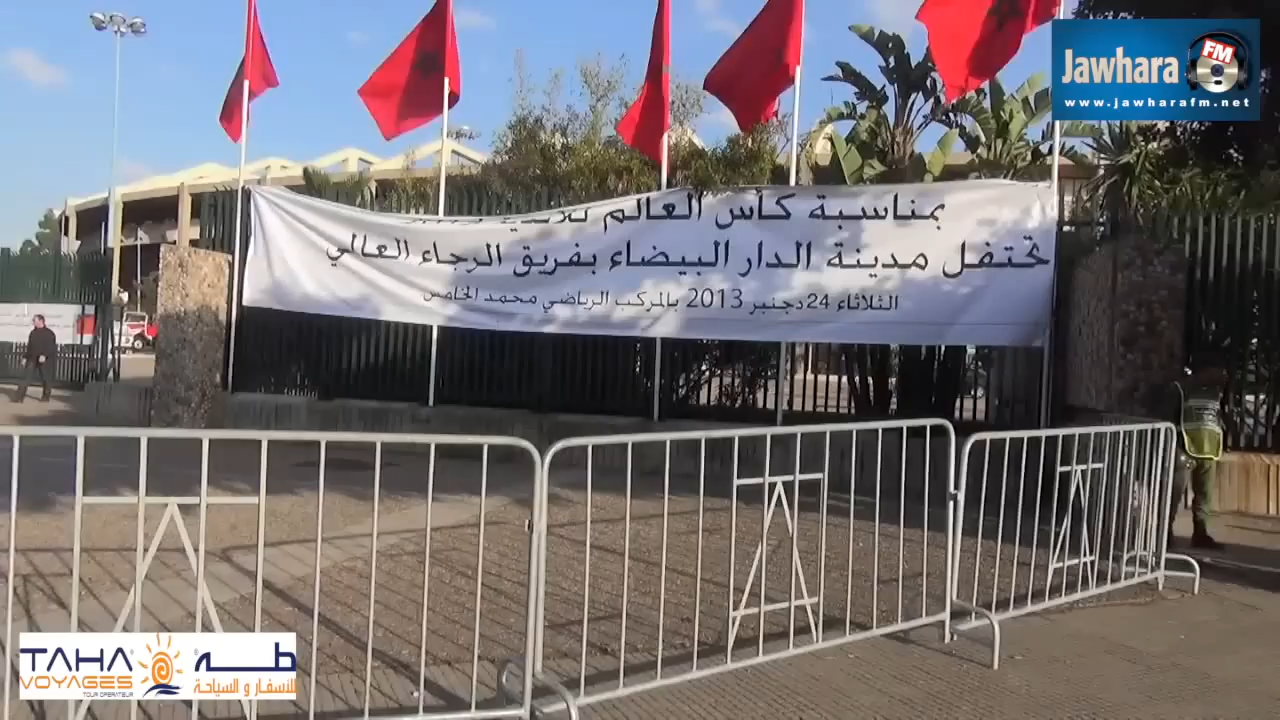 Jawhara FM
www.jawharafm.net
بمناسبة كأس العالم
تحتفل مدينة الدار البيضاء بفريق الرجاء العالي
الثلاثاء 24 دجنبر 2013 بالمركب الرياضي محمد الخامس
TAHA طه
VOYAGES للأسفار و السياحة
TOUR OPERATEUR